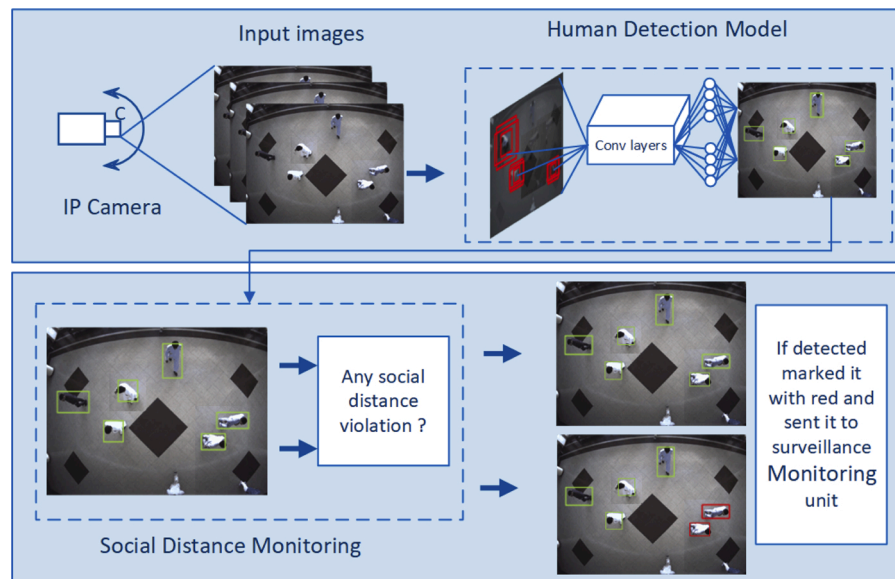 Input images
Human Detection Model
C
Conv layers
IP Camera
Any social
distance
violation ?
If detected
marked it
with red and
sent it to
surveillance
Monitoring
unit
Social Distance Monitoring